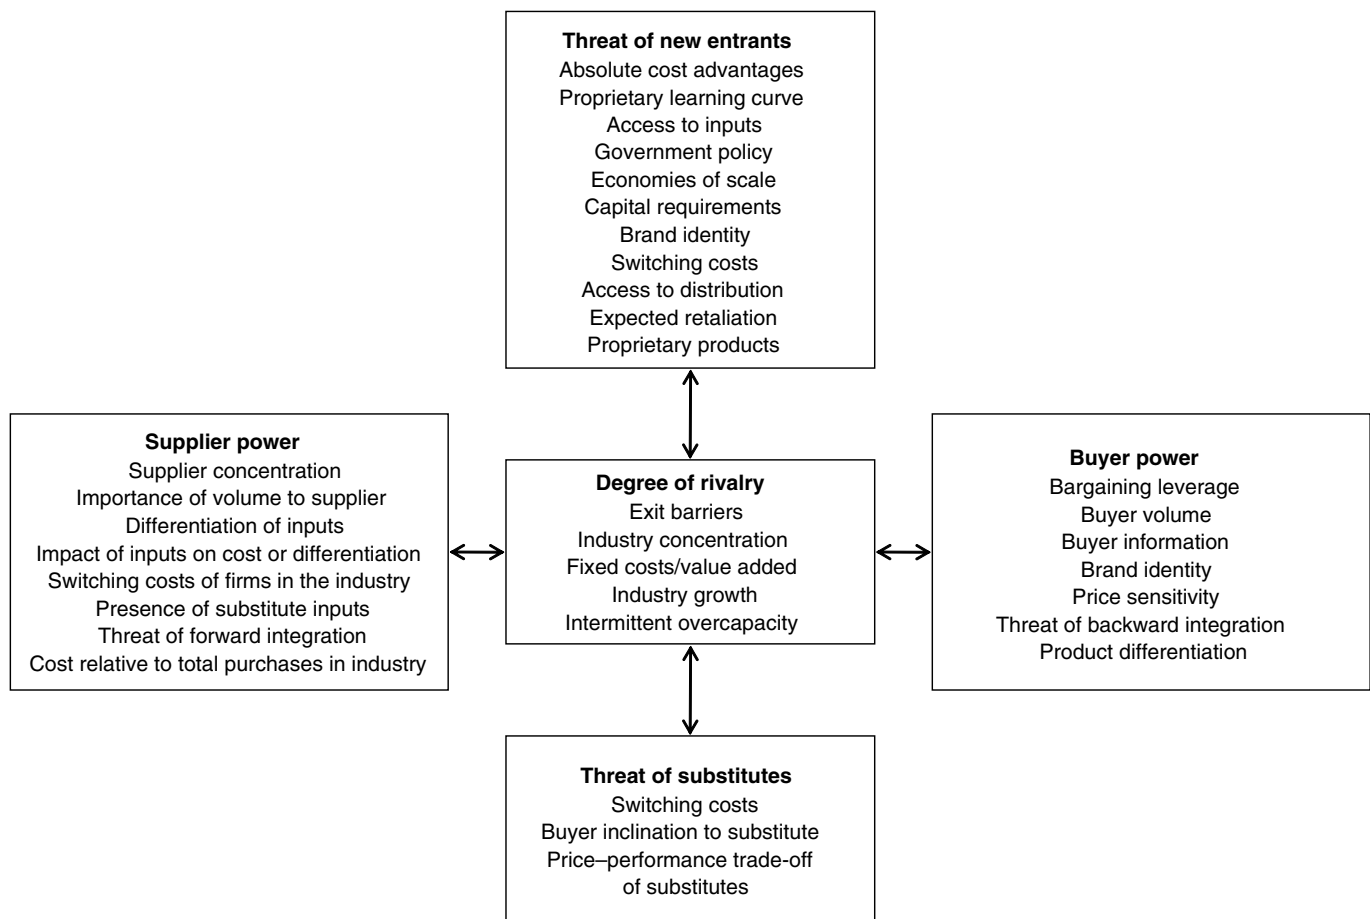 Threat of new entrants
Absolute cost advantages
Proprietary learning curve
Access to inputs
Government policy
Economies of scale
Capital requirements
Brand identity
Switching costs
Access to distribution
Expected retaliation
Proprietary products
Supplier power
Supplier concentration
Importance of volume to supplier
Differentiation of inputs
Impact of inputs on cost or differentiation
Switching costs of firms in the industry
Presence of substitute inputs
Threat of forward integration
Cost relative to total purchases in industry
Degree of rivalry
Exit barriers
Industry concentration
Fixed costs/value added
Industry growth
Intermittent overcapacity
Buyer power
Bargaining leverage
Buyer volume
Buyer information
Brand identity
Price sensitivity
Threat of backward integration
Product differentiation
Threat of substitutes
Switching costs
Buyer inclination to substitute
Price–performance trade-off
of substitutes